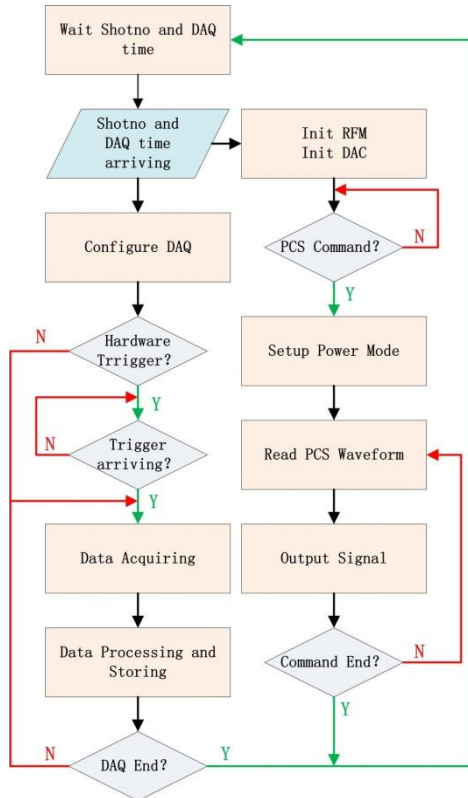 Wait Shotno and DAQ
time
Shotno and
DAQ time
arriving
Init RFM
Init DAC
Configure DAQ
PCS Command?
N
Y
N
Hardware
Trrigger?
Y
Setup Power Mode
N
Trigger
arriving?
Y
Read PCS Waveform
Data Acquiring
Output Signal
Data Processing and
Storing
Command End?
N
Y
N
DAQ End?
Y